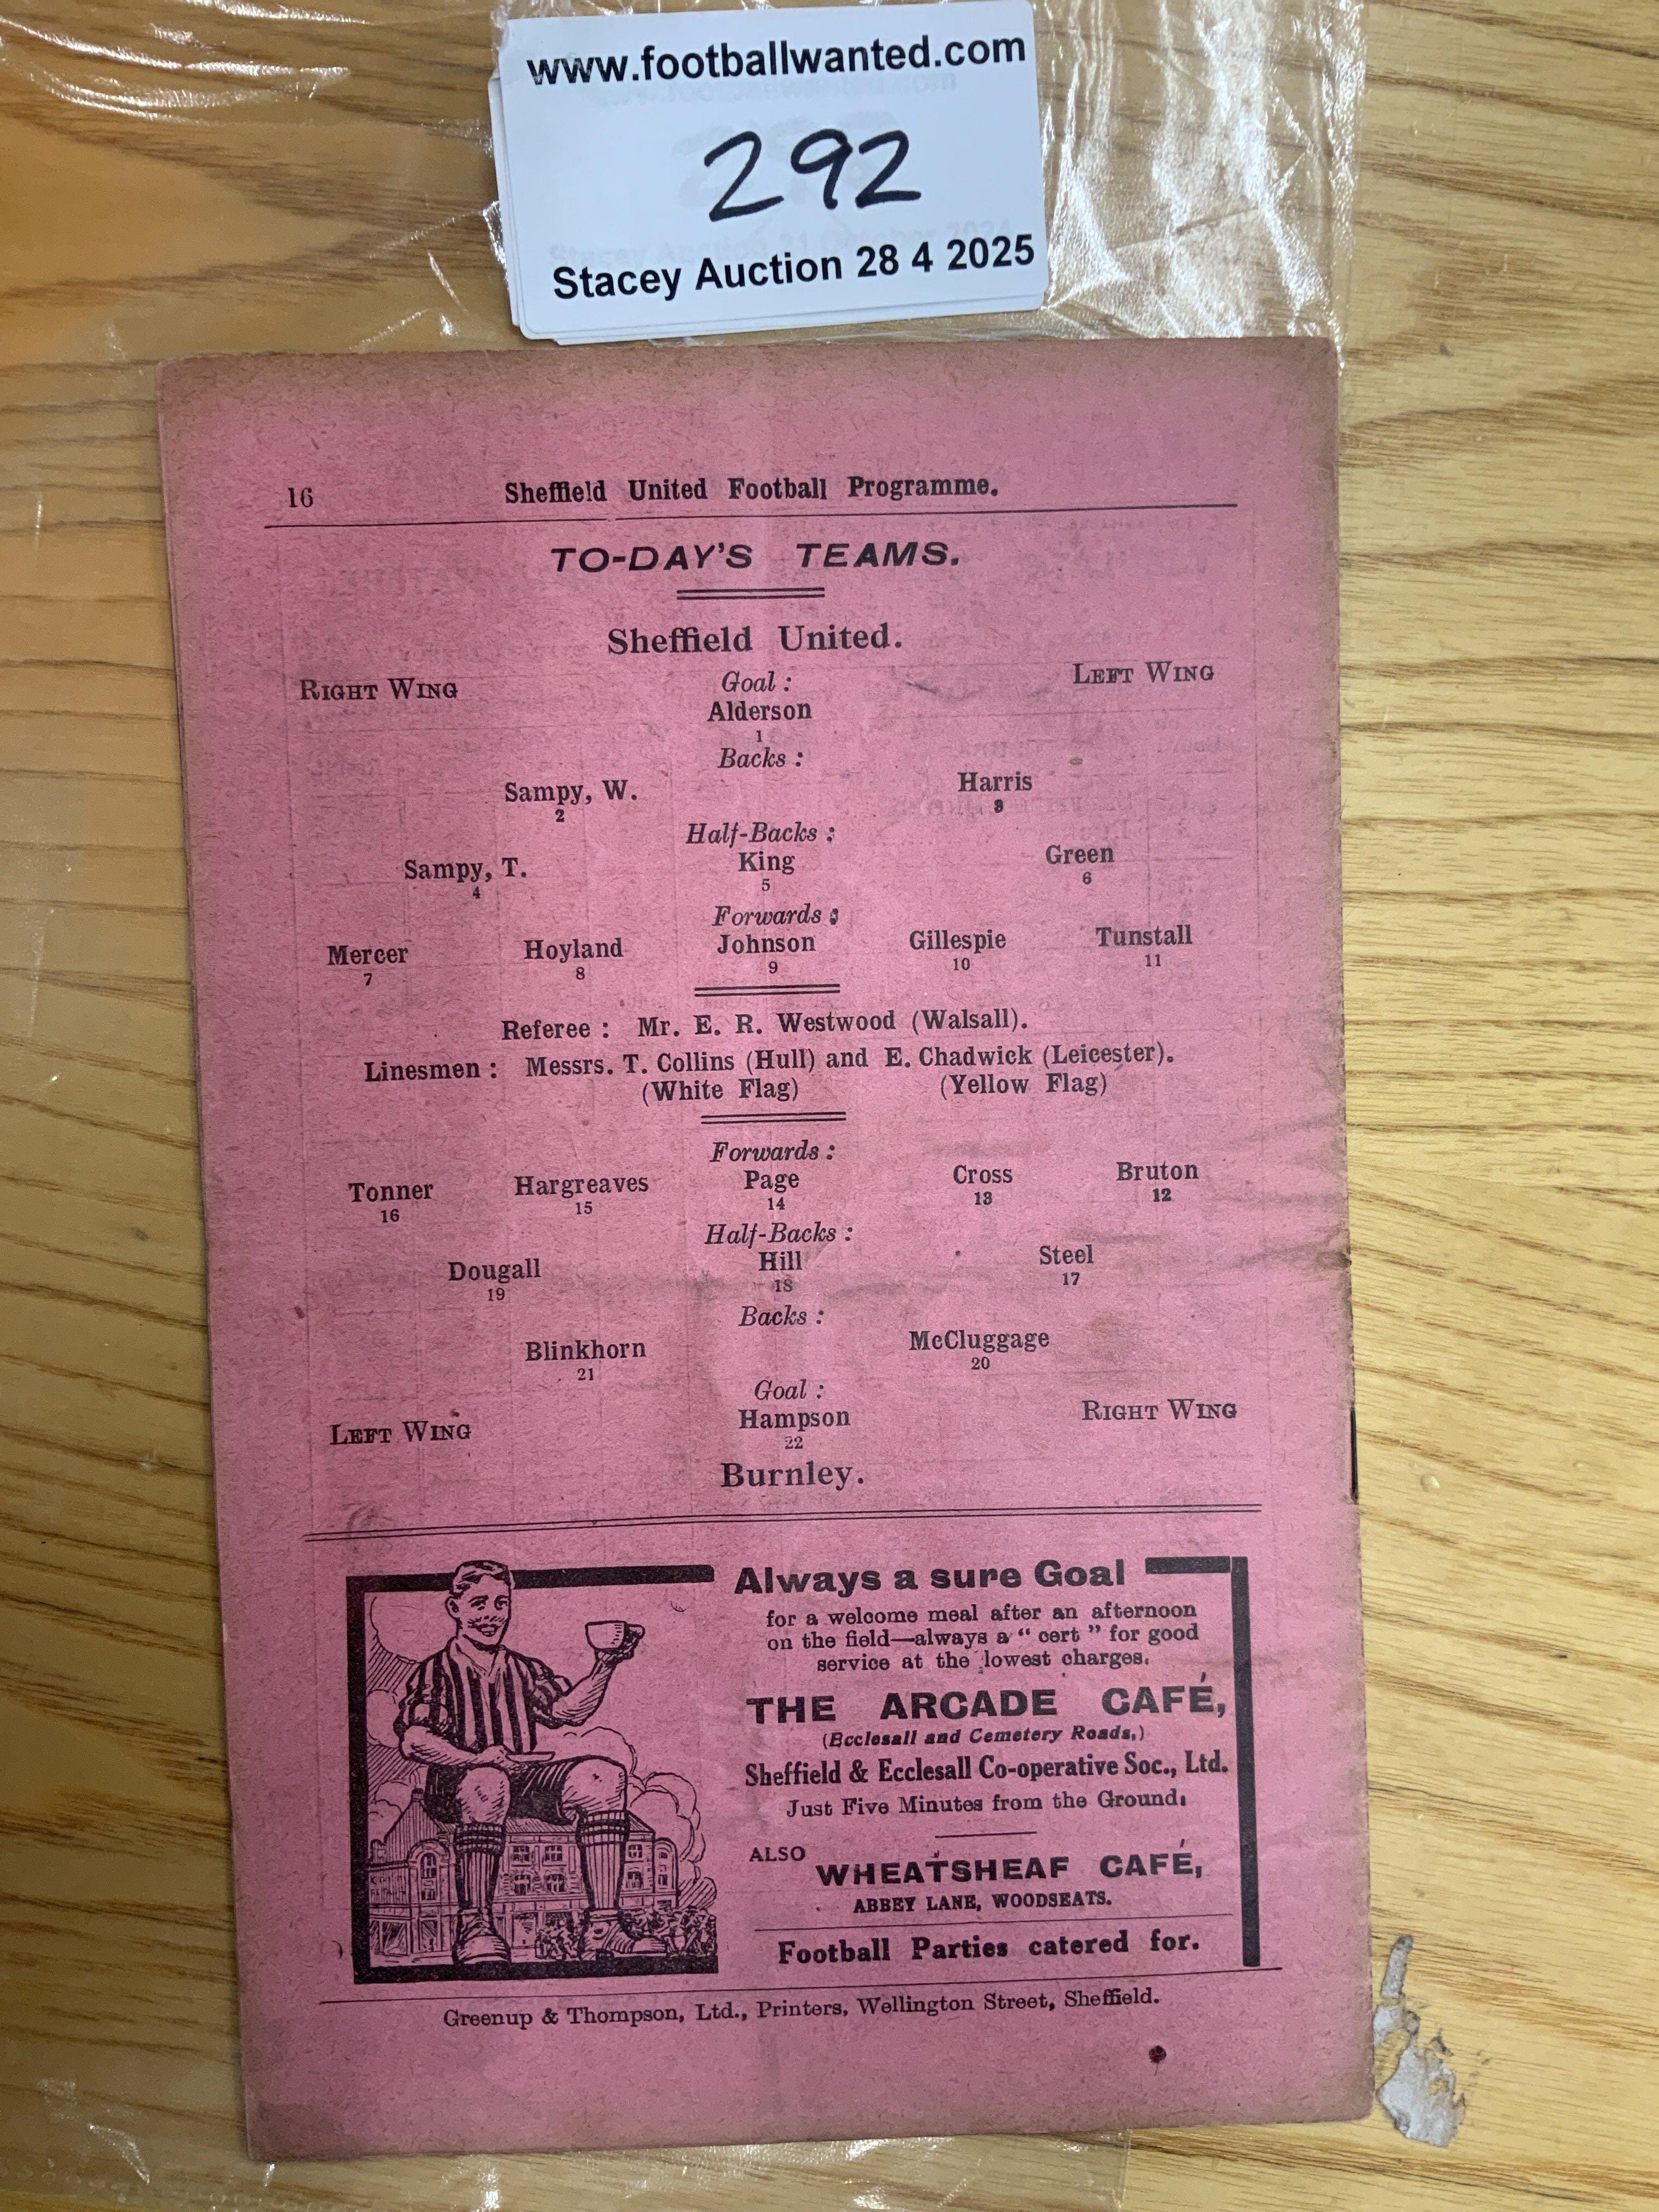 www.footballwanted.com
292
Stacey Auction 28 4 2025
16 Sheffield United Football Programme.
TO-DAY'S TEAMS.
Sheffield United.
RIGHT WING Goal : LEFT WING
Alderson
1
Backs :
Sampy, W. Harris
2 3
Half-Backs :
Sampy, T. King Green
4 5 6
Forwards :
Mercer Hoyland Johnson Gillespie Tunstall
7 8 9 10 11
Referee : Mr. E. R. Westwood (Walsall).
Linesmen : Messrs. T. Collins (Hull) and E. Chadwick (Leicester).
(White Flag) (Yellow Flag)
Forwards :
Tonner Hargreaves Page Cross Bruton
16 15 14 13 12
Half-Backs :
Dougall Hill Steel
19 18 17
Backs :
Blinkhorn McCluggage
21 20
Goal :
LEFT WING Hampson RIGHT WING
22
Burnley.
Always a sure Goal
for a welcome meal after an afternoon
on the field—always a " cert " for good
service at the lowest charges.
THE ARCADE CAFÉ,
(Ecclesall and Cemetery Roads,)
Sheffield & Ecclesall Co-operative Soc., Ltd.
Just Five Minutes from the Ground.
ALSO WHEATSHEAF CAFÉ,
ABBEY LANE, WOODSEATS.
Football Parties catered for.
Greenup & Thompson, Ltd., Printers, Wellington Street, Sheffield.